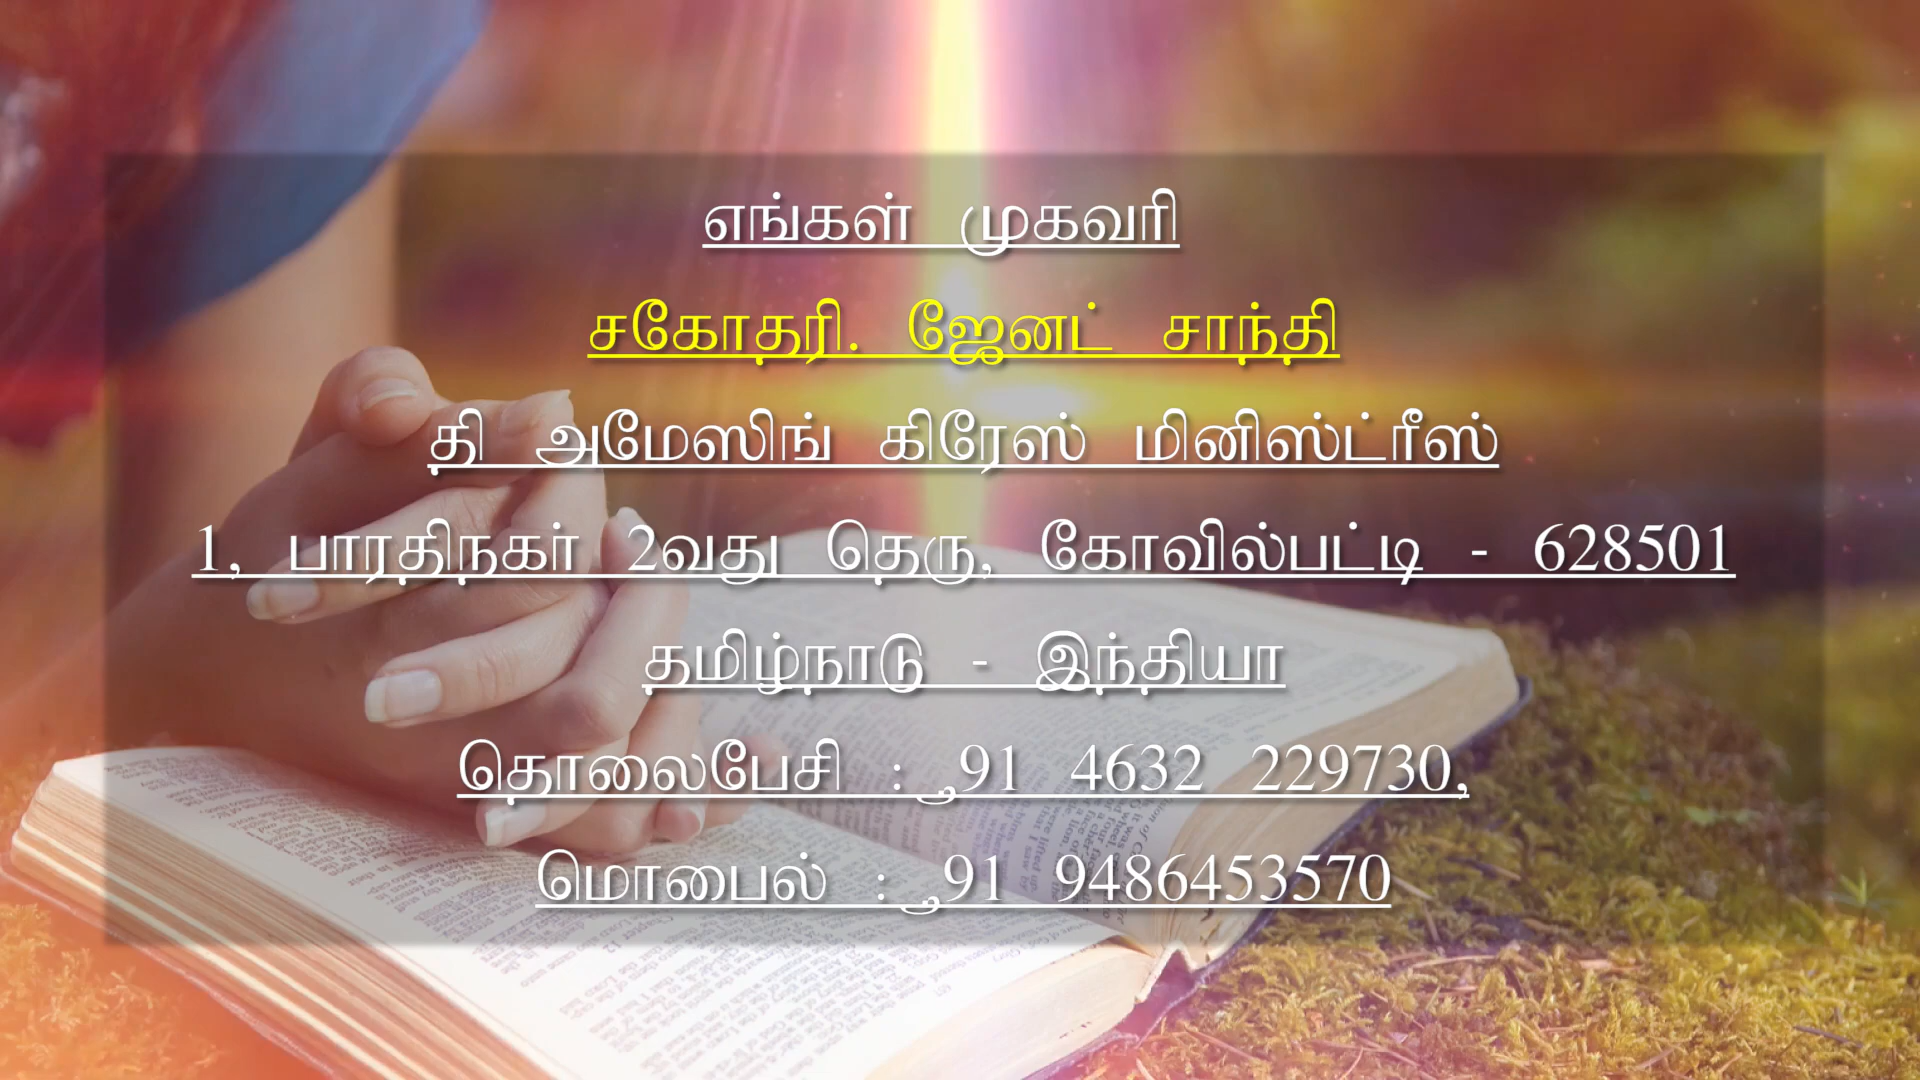 எங்கள் முகவரி
சகோதரி. ஜேனட் சாந்தி
தி அமேஸிங் கிரேஸ் மினிஸ்ட்ரீஸ்
1, பாரதிநகர் 2வது தெரு, கோவில்பட்டி - 628501
தமிழ்நாடு - இந்தியா
தொலைபேசி : 91 4632 229730,
மொபைல் : 91 9486453570